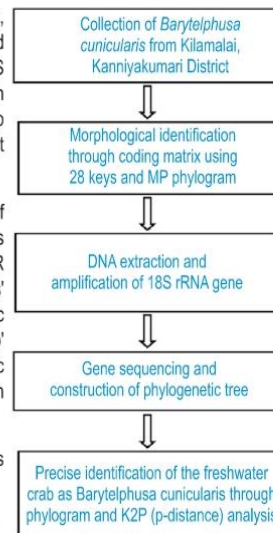 Collection of Barytelphusa
cunicularis from Kilamalai,
Kanniyakumari District
Morphological identification
through coding matrix using
28 keys and MP phylogram
DNA extraction and
amplification of 18S rRNA gene
Gene sequencing and
construction of phylogenetic tree
Precise identification of the freshwater
crab as Barytelphusa cunicularis through
phylogram and K2P (p-distance) analysis